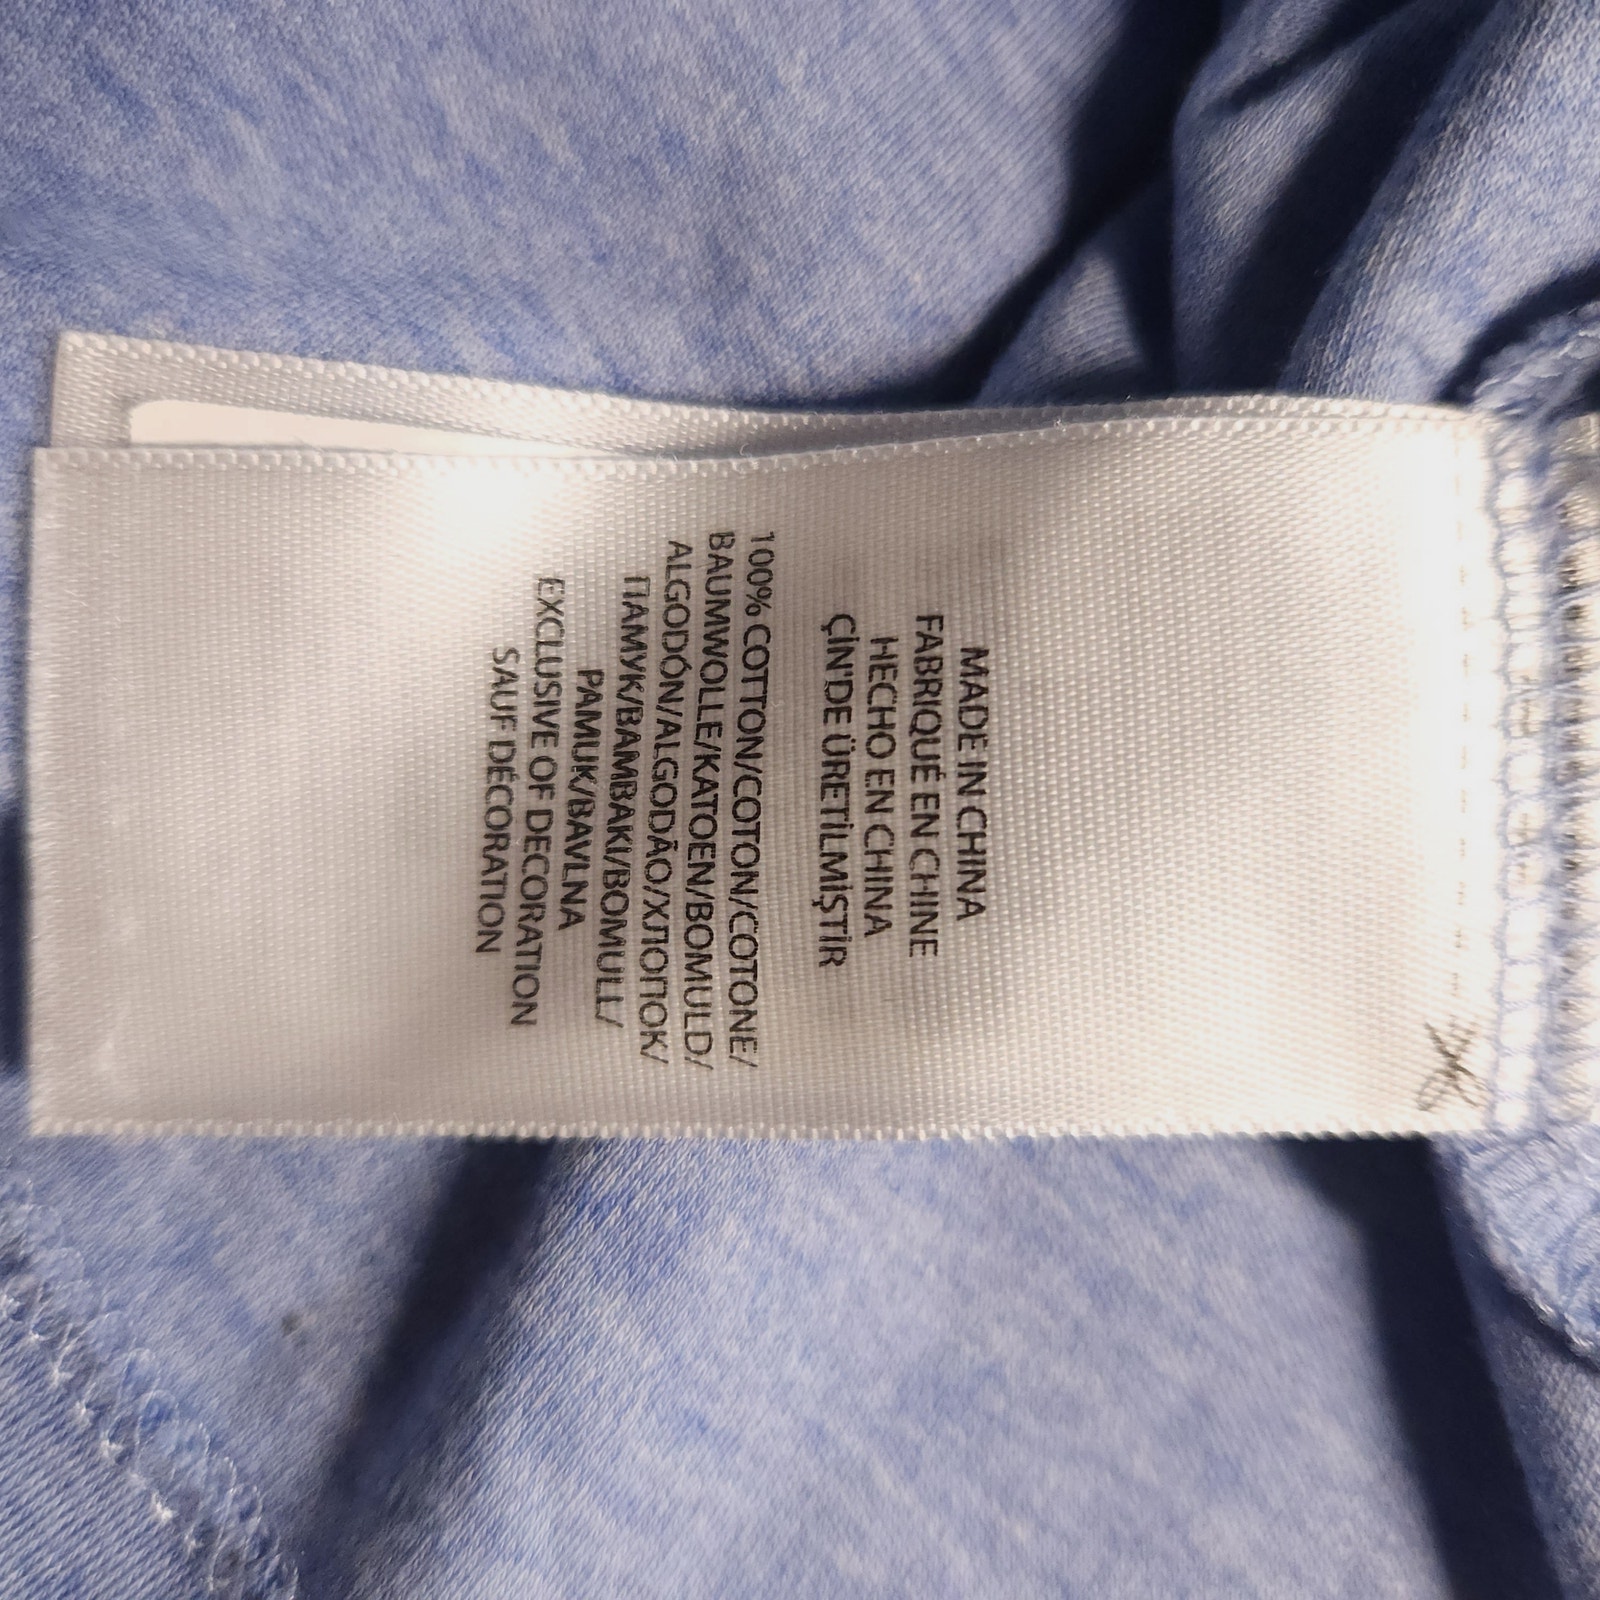 MADE IN CHINA
FABRIQUÉ EN CHINE
HECHO EN CHINA
ÇİN'DE ÜRETİLMİŞTİR
100% COTTON/COTON/COTONE/
BAUMWOLLE/KATOEN/BOMULD/
ALGODÓN/ALGODÃO/ХЛОПОК/
ПАМУК/BAMBAKI/BOMULL/
PAMUK/BAVLNA
EXCLUSIVE OF DECORATION
SAUF DÉCORATION